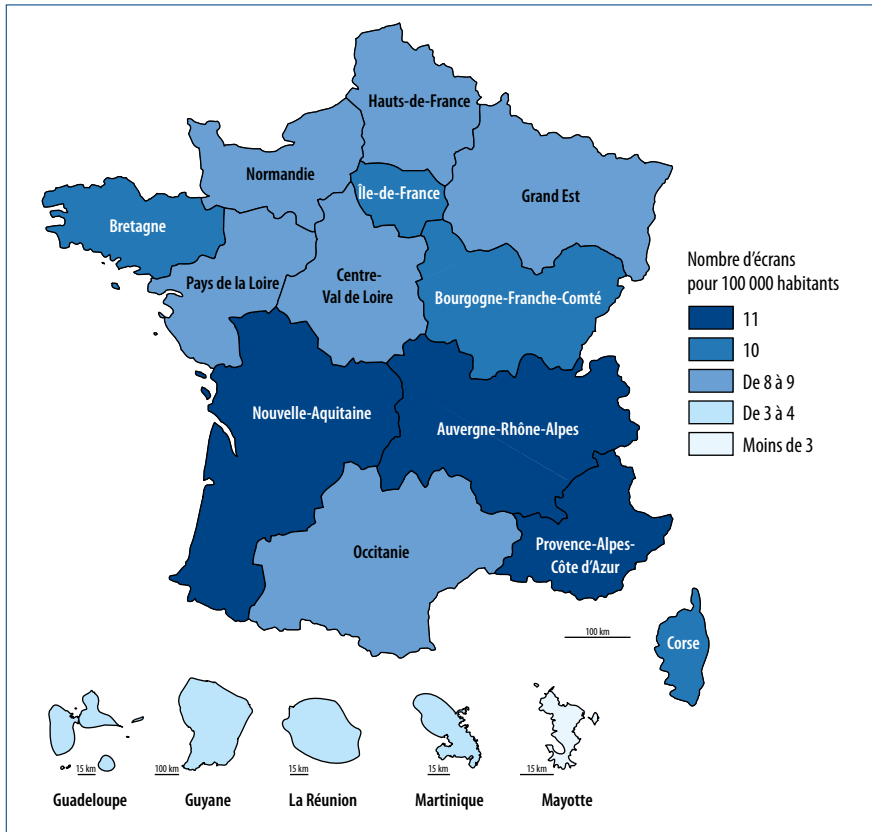 Hauts-de-France
Normandie
Île-de-France
Grand Est
Bretagne
Pays de la Loire
Centre-
Val de Loire
Bourgogne-Franche-Comté
Nombre d'écrans
pour 100 000 habitants
11
10
De 8 à 9
De 3 à 4
Moins de 3
Nouvelle-Aquitaine
Auvergne-Rhône-Alpes
Occitanie
Provence-Alpes-
Côte d'Azur
100 km
Corse
15 km
100 km
15 km
15 km
15 km
Guadeloupe
Guyane
La Réunion
Martinique
Mayotte